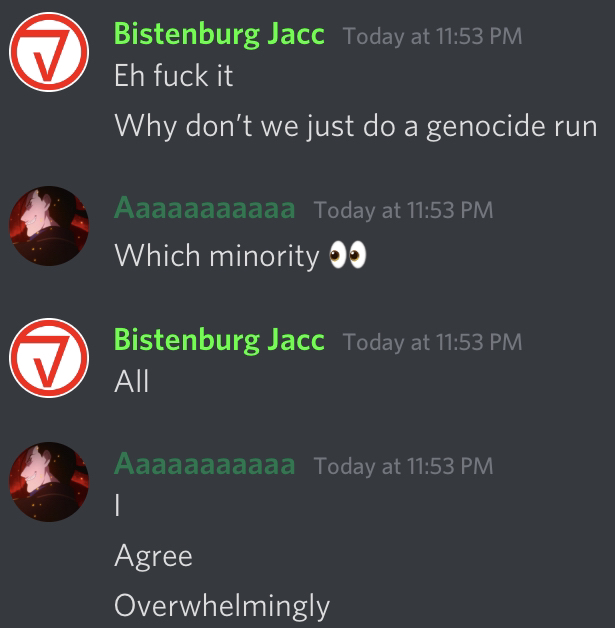 Bistenburg Jacc Today at 11:53 PM
Eh fuck it
Why don't we just do a genocide run
Aaaaaaaaaaa Today at 11:53 PM
Which minority 👀
Bistenburg Jacc Today at 11:53 PM
All
Aaaaaaaaaaa Today at 11:53 PM
I
Agree
Overwhelmingly